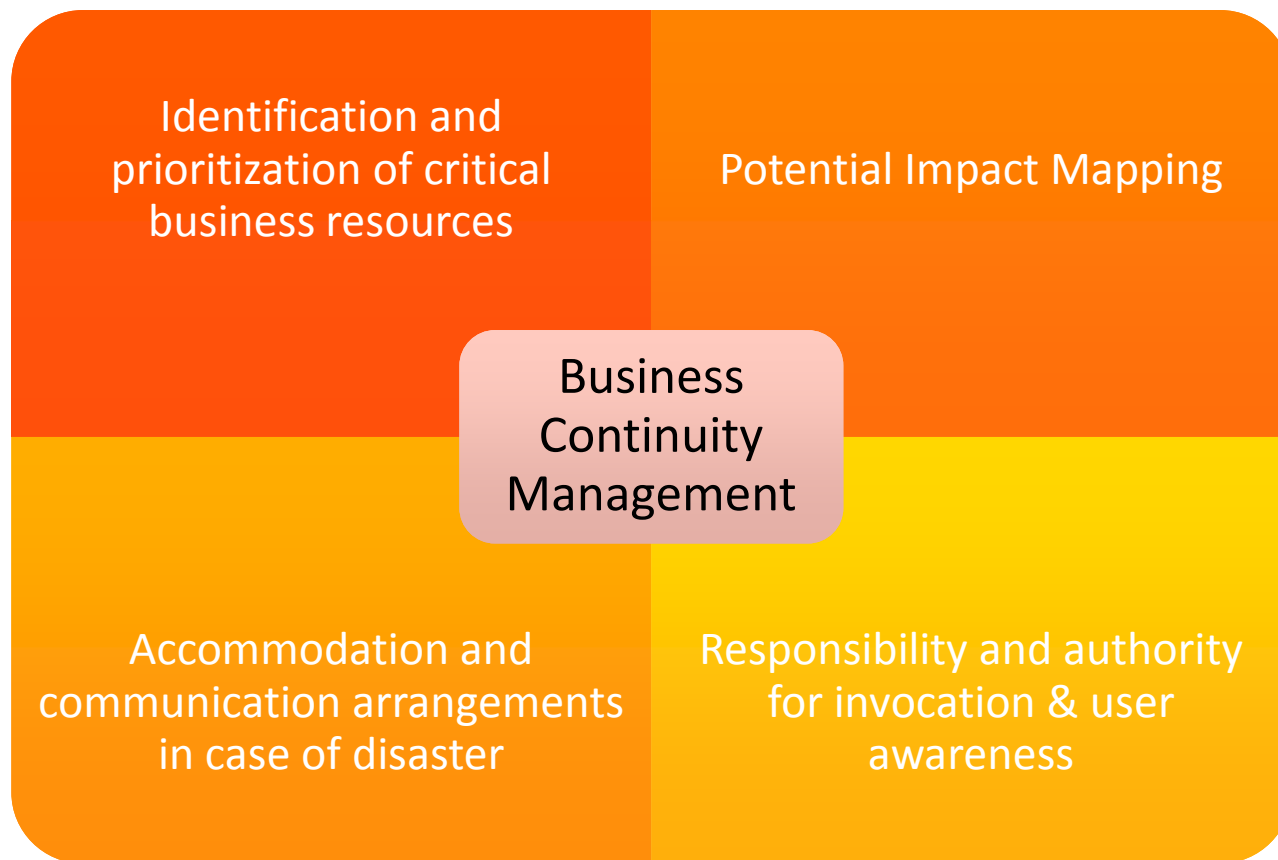 Identification and
prioritization of critical
business resources
Potential Impact Mapping
Business
Continuity
Management
Accommodation and
communication arrangements
in case of disaster
Responsibility and authority
for invocation & user
awareness